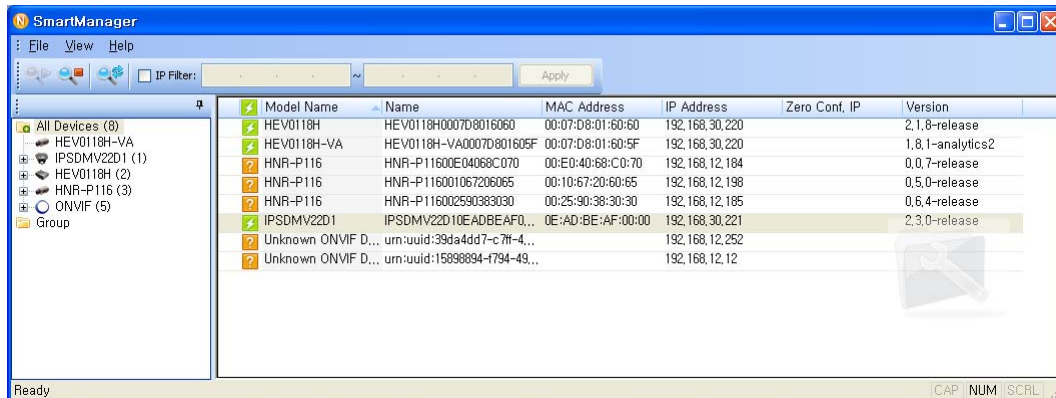 SmartManager
File View Help
IP Filter: . . . ~ . . . Apply
Model Name Name MAC Address IP Address Zero Conf, IP Version
All Devices (8)
HEV0118H-VA
IPSDMV22D1 (1)
HEV0118H (2)
HNR-P116 (3)
ONVIF (5)
Group
HEV0118H HEV0118H0007D8016060 00:07:D8:01:60:60 192,168,30,220 2,1,8-release
HEV0118H-VA HEV0118H-VA0007D801605F 00:07:D8:01:60:5F 192,168,30,220 1,8,1-analytics2
HNR-P116 HNR-P11600E04068C070 00:E0:40:68:C0:70 192,168,12,184 0,0,7-release
HNR-P116 HNR-P116001067206065 00:10:67:20:60:65 192,168,12,198 0,5,0-release
HNR-P116 HNR-P116002590383030 00:25:90:38:30:30 192,168,12,185 0,6,4-release
IPSDMV22D1 IPSDMV22D10EADBEAF0... 0E:AD:BE:AF:00:00 192,168,30,221 2,3,0-release
Unknown ONVIF D... urn:uuid:39da4dd7-c7ff-4... 192,168,12,252
Unknown ONVIF D... urn:uuid:15898894-f794-49... 192,168,12,12
Ready CAP NUM SCRL